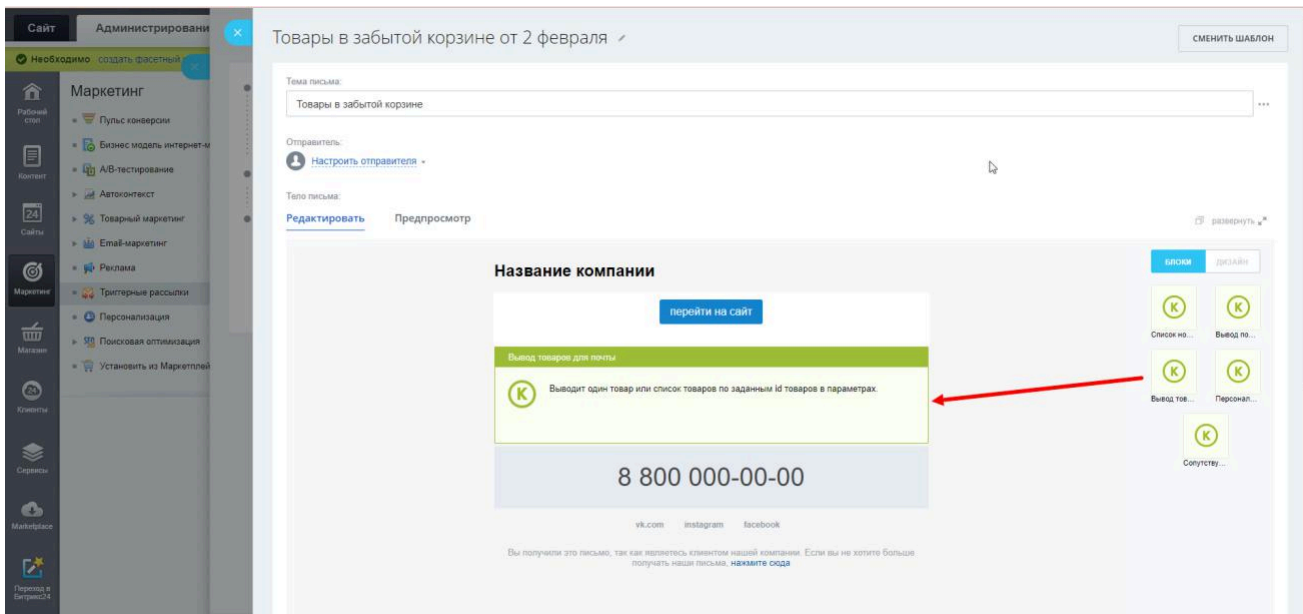 Сайт
Администрировани
Товары в забытой корзине от 2 февраля
СМЕНИТЬ ШАБЛОН
Необходимо создать фасетный
Рабочий
стол
Контент
24
Сайты
Маркетинг
Магазин
24
Клиенты
Сервисы
Marketplace
Переход в
Битрикс24
Маркетинг
Пульс конверсии
Бизнес модель интернет-м
A/B-тестирование
Автоконтекст
Товарный маркетинг
Email-маркетинг
Реклама
Триггерные рассылки
Персонализация
Поисковая оптимизация
Установить из Маркетплей
Тема письма:
Товары в забытой корзине
Отправитель:
Настроить отправителя
Тело письма:
Редактировать
Предпросмотр
развернуть
Название компании
перейти на сайт
Вывод товаров для почты
K
Выводит один товар или список товаров по заданным id товаров в параметрах.
8 800 000-00-00
vk.com instagram facebook
Вы получили это письмо, так как являетесь клиентом нашей компании. Если вы не хотите больше
получать наши письма, нажмите сюда
БЛОКИ
ДИЗАЙН
K
K
Список но...
Вывод по...
K
K
Вывод тов...
Персонал...
K
Сопутству...